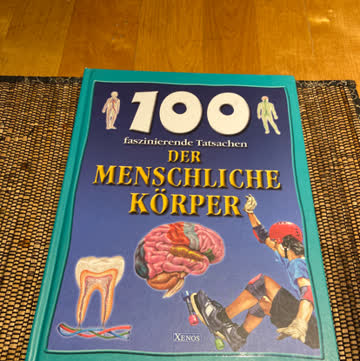 100
faszinierende Tatsachen
DER
MENSCHLICHE
KÖRPER
XENOS